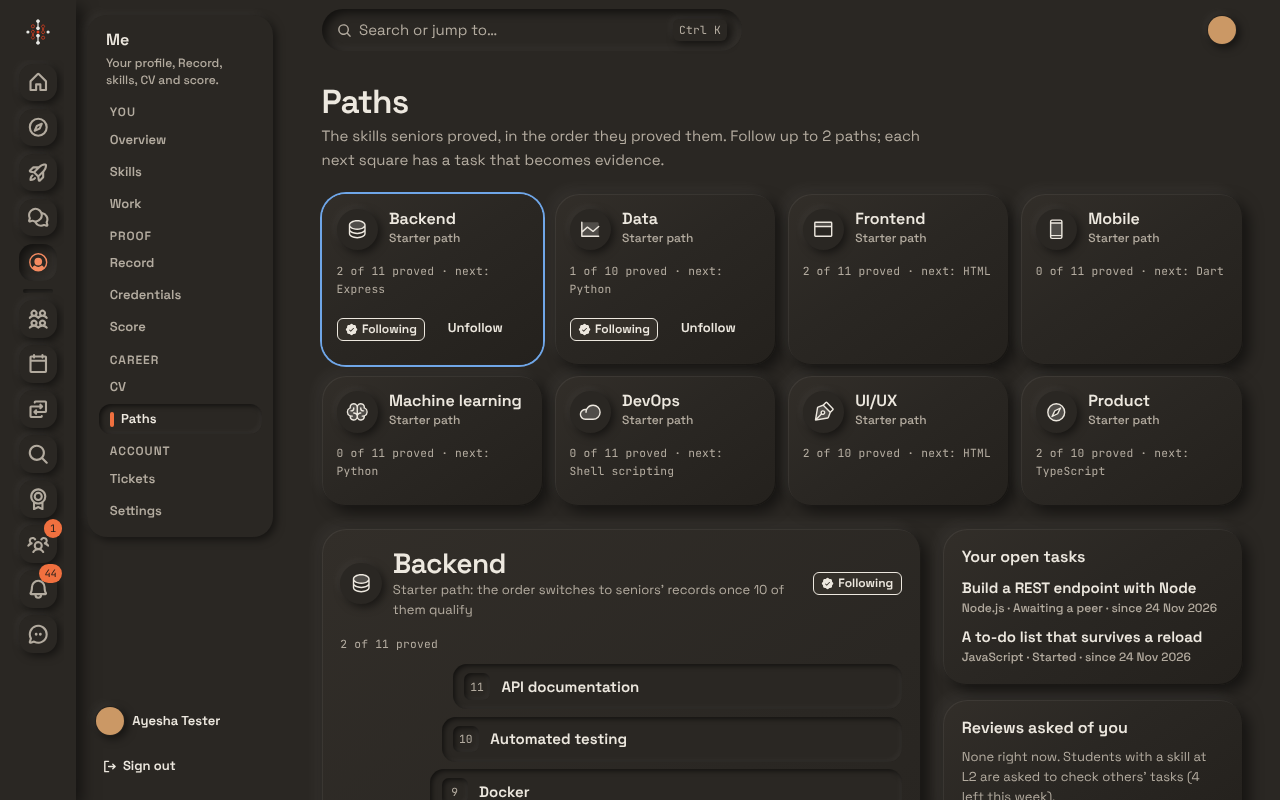 Search or jump to...
Ctrl K
Me
Your profile, Record,
skills, CV and score.
YOU
Overview
Skills
Work
PROOF
Record
Credentials
Score
CAREER
CV
Paths
ACCOUNT
Tickets
Settings
1
44
Ayesha Tester
Sign out
Paths
The skills seniors proved, in the order they proved them. Follow up to 2 paths; each
next square has a task that becomes evidence.
Backend
Starter path
2 of 11 proved · next:
Express
Following
Unfollow
Data
Starter path
1 of 10 proved · next:
Python
Following
Unfollow
Frontend
Starter path
2 of 11 proved · next: HTML
Mobile
Starter path
0 of 11 proved · next: Dart
Machine learning
Starter path
0 of 11 proved · next:
Python
DevOps
Starter path
0 of 11 proved · next:
Shell scripting
UI/UX
Starter path
2 of 10 proved · next: HTML
Product
Starter path
2 of 10 proved · next:
TypeScript
Backend
Starter path: the order switches to seniors’ records once 10 of
them qualify
Following
2 of 11 proved
11 API documentation
10 Automated testing
9 Docker
Your open tasks
Build a REST endpoint with Node
Node.js · Awaiting a peer · since 24 Nov 2026
A to-do list that survives a reload
JavaScript · Started · since 24 Nov 2026
Reviews asked of you
None right now. Students with a skill at
L2 are asked to check others’ tasks (4
left this week).